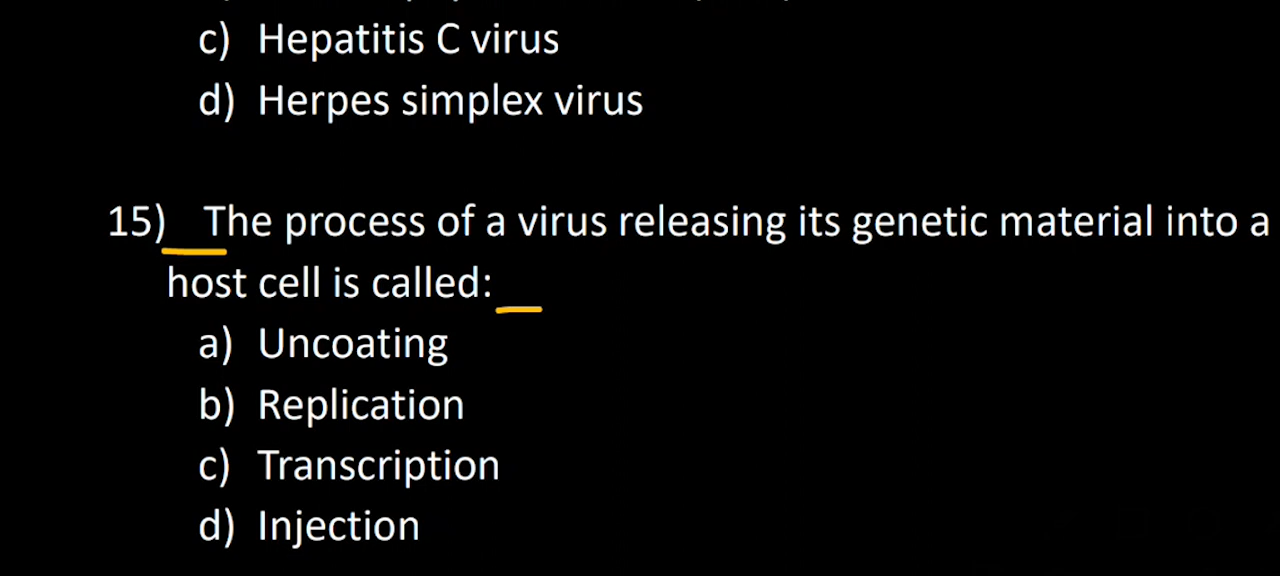 c) Hepatitis C virus
d) Herpes simplex virus
15) The process of a virus releasing its genetic material into a
host cell is called:
a) Uncoating
b) Replication
c) Transcription
d) Injection